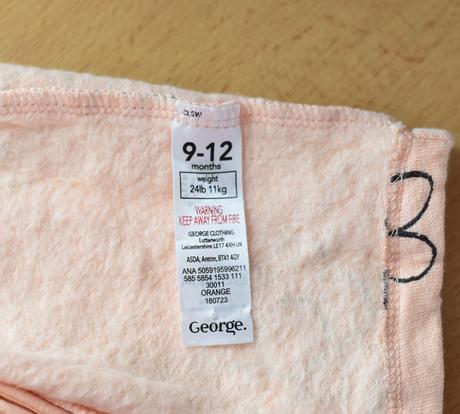 CLSW
9-12
months
weight
24lb 11kg
WARNING
KEEP AWAY FROM FIRE
GEORGE CLOTHING
Lutterworth
Leicestershire LE17 4XH UK
ASDA, Antrim, BT41 4GY
ANA 5059195996211
585 5854 1533 111
30011
ORANGE
180723
George.